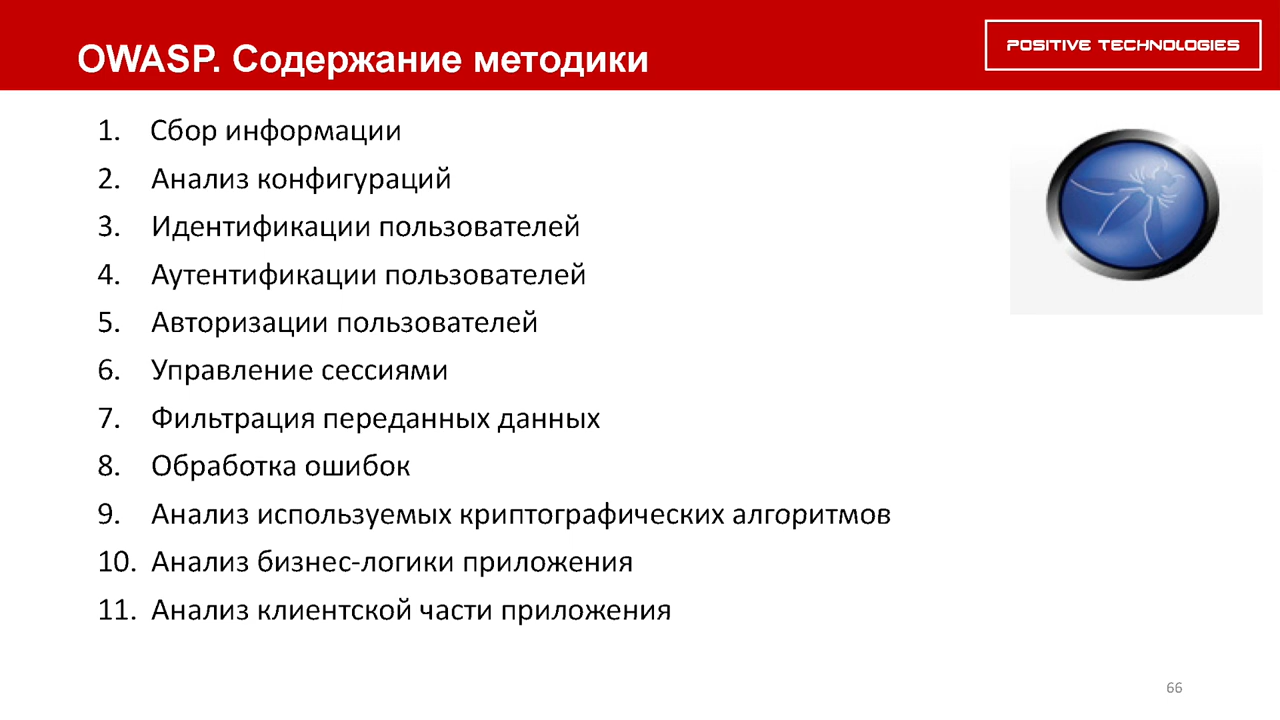 OWASP. Содержание методики
POSITIVE TECHNOLOGIES
1. Сбор информации
2. Анализ конфигураций
3. Идентификации пользователей
4. Аутентификации пользователей
5. Авторизации пользователей
6. Управление сессиями
7. Фильтрация переданных данных
8. Обработка ошибок
9. Анализ используемых криптографических алгоритмов
10. Анализ бизнес-логики приложения
11. Анализ клиентской части приложения
66